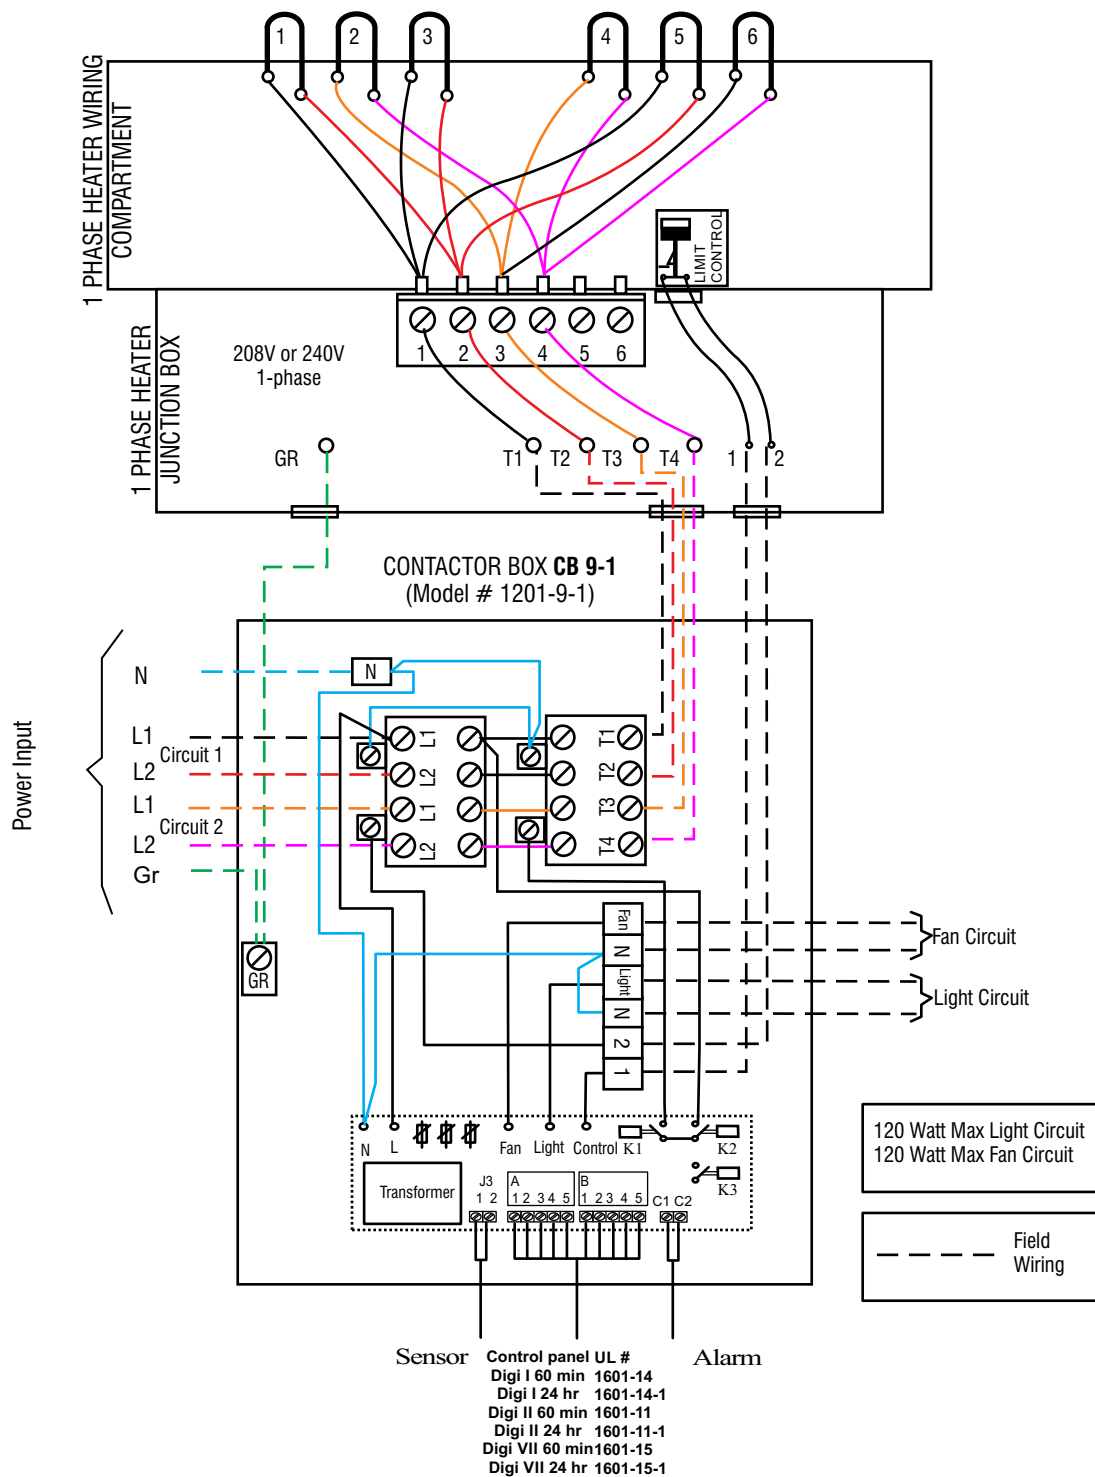 1 2 3 4 5 6
1 PHASE HEATER WIRING
COMPARTMENT
LIMIT
CONTROL
1 PHASE HEATER
JUNCTION BOX
208V or 240V
1-phase
1 2 3 4 5 6
GR T1 T2 T3 T4 1 2
CONTACTOR BOX CB 9-1
(Model # 1201-9-1)
Power Input
N
N
L1
Circuit 1
L2
L1
Circuit 2
L2
Gr
L1
L2
L1
L2
T1
T2
T3
T4
GR
Fan
N
Light
N
2
1
Fan Circuit
Light Circuit
N L Fan Light Control K1 K2
K3
Transformer
J3
1 2
A
1 2 3 4 5
B
1 2 3 4 5
C1 C2
120 Watt Max Light Circuit
120 Watt Max Fan Circuit
Field
Wiring
Sensor
Alarm
Control panel UL #
Digi I 60 min 1601-14
Digi I 24 hr 1601-14-1
Digi II 60 min 1601-11
Digi II 24 hr 1601-11-1
Digi VII 60 min 1601-15
Digi VII 24 hr 1601-15-1